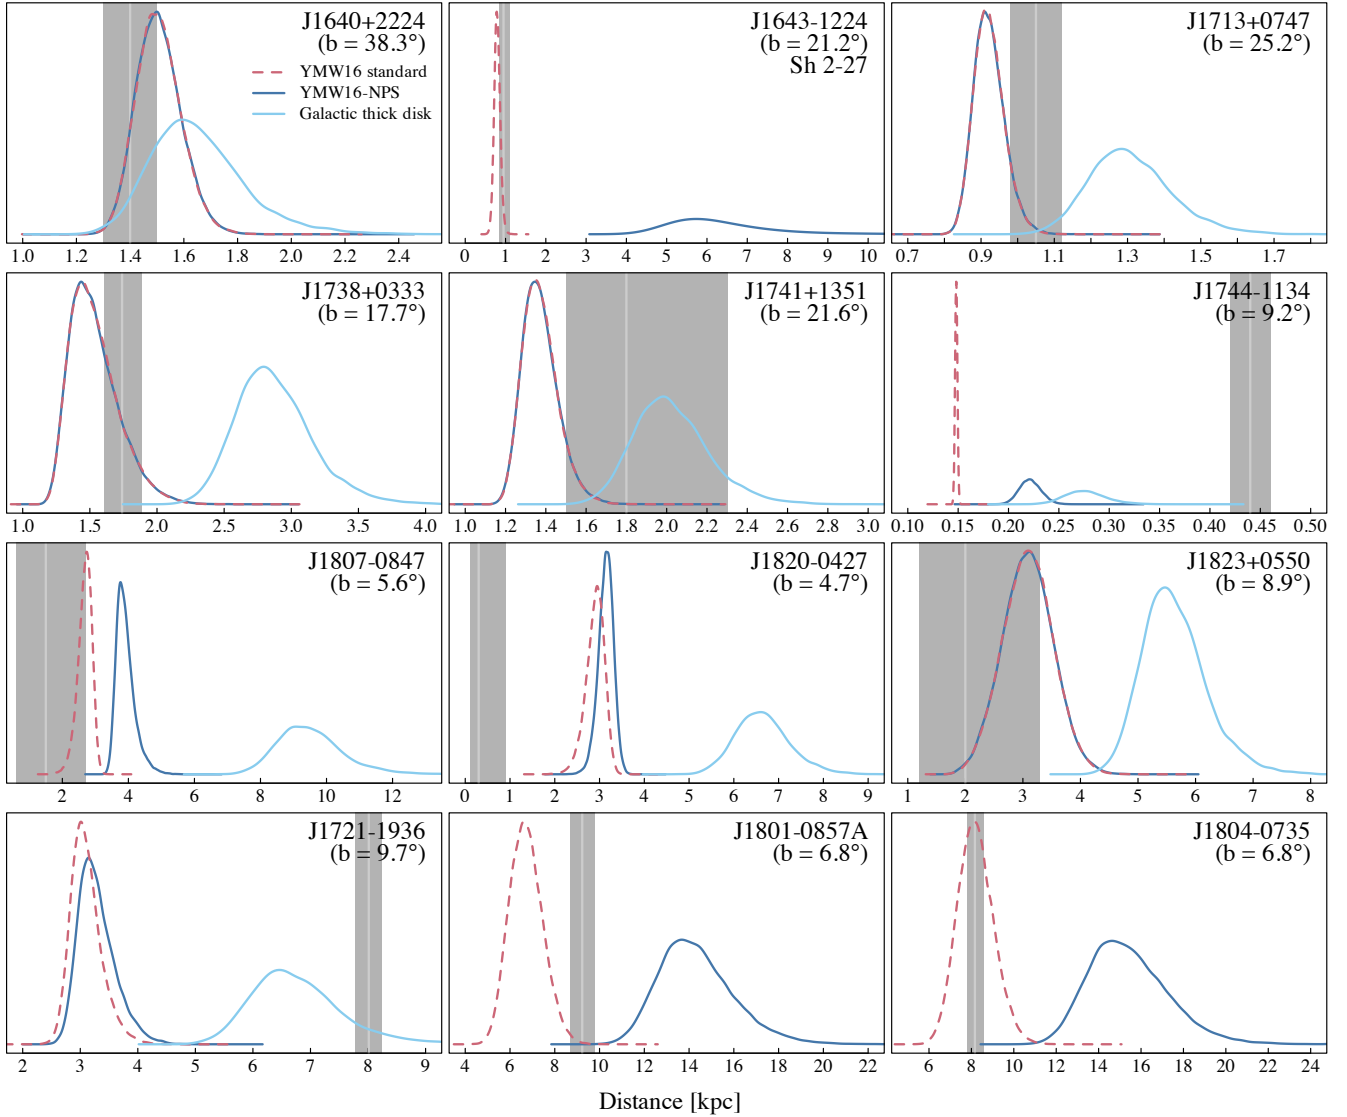 J1640+2224
(b = 38.3°)
YMW16 standard
YMW16-NPS
Galactic thick disk
1.0 1.2 1.4 1.6 1.8 2.0 2.2 2.4
J1643-1224
(b = 21.2°)
Sh 2-27
0 1 2 3 4 5 6 7 8 9 10
J1713+0747
(b = 25.2°)
0.7 0.9 1.1 1.3 1.5 1.7
J1738+0333
(b = 17.7°)
1.0 1.5 2.0 2.5 3.0 3.5 4.0
J1741+1351
(b = 21.6°)
1.0 1.2 1.4 1.6 1.8 2.0 2.2 2.4 2.6 2.8 3.0
J1744-1134
(b = 9.2°)
0.10 0.15 0.20 0.25 0.30 0.35 0.40 0.45 0.50
J1807-0847
(b = 5.6°)
2 4 6 8 10 12
J1820-0427
(b = 4.7°)
0 1 2 3 4 5 6 7 8 9
J1823+0550
(b = 8.9°)
1 2 3 4 5 6 7 8
J1721-1936
(b = 9.7°)
2 3 4 5 6 7 8 9
J1801-0857A
(b = 6.8°)
4 6 8 10 12 14 16 18 20 22
J1804-0735
(b = 6.8°)
6 8 10 12 14 16 18 20 22 24
Distance [kpc]